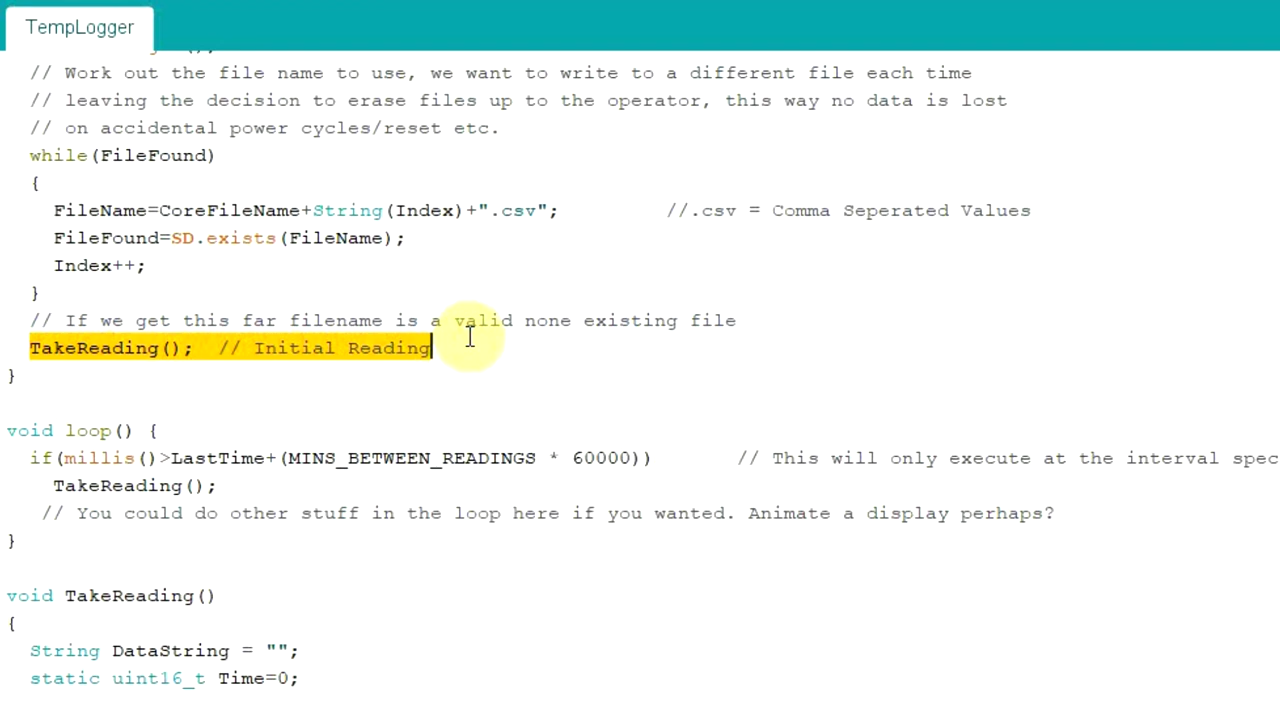 TempLogger
// Work out the file name to use, we want to write to a different file each time
// leaving the decision to erase files up to the operator, this way no data is lost
// on accidental power cycles/reset etc.
while(FileFound)
{
FileName=CoreFileName+String(Index)+".csv"; //.csv = Comma Seperated Values
FileFound=SD.exists(FileName);
Index++;
}
// If we get this far filename is a valid none existing file
TakeReading(); // Initial Reading
}
void loop() {
if(millis()>LastTime+(MINS_BETWEEN_READINGS * 60000)) // This will only execute at the interval spec
TakeReading();
// You could do other stuff in the loop here if you wanted. Animate a display perhaps?
}
void TakeReading()
{
String DataString = "";
static uint16_t Time=0;